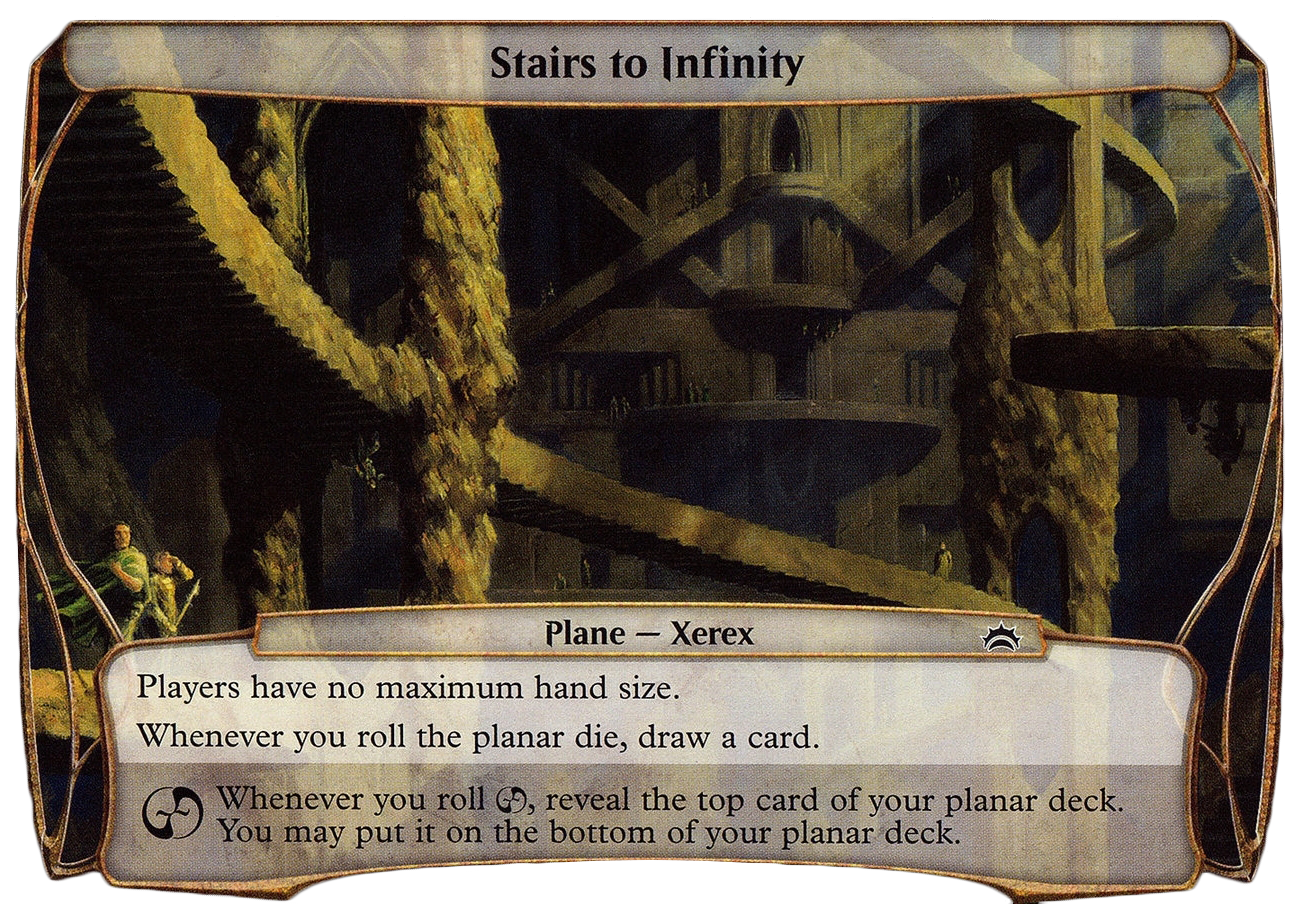 Stairs to Infinity
Plane — Xerex
Players have no maximum hand size.
Whenever you roll the planar die, draw a card.
Whenever you roll , reveal the top card of your planar deck.
You may put it on the bottom of your planar deck.